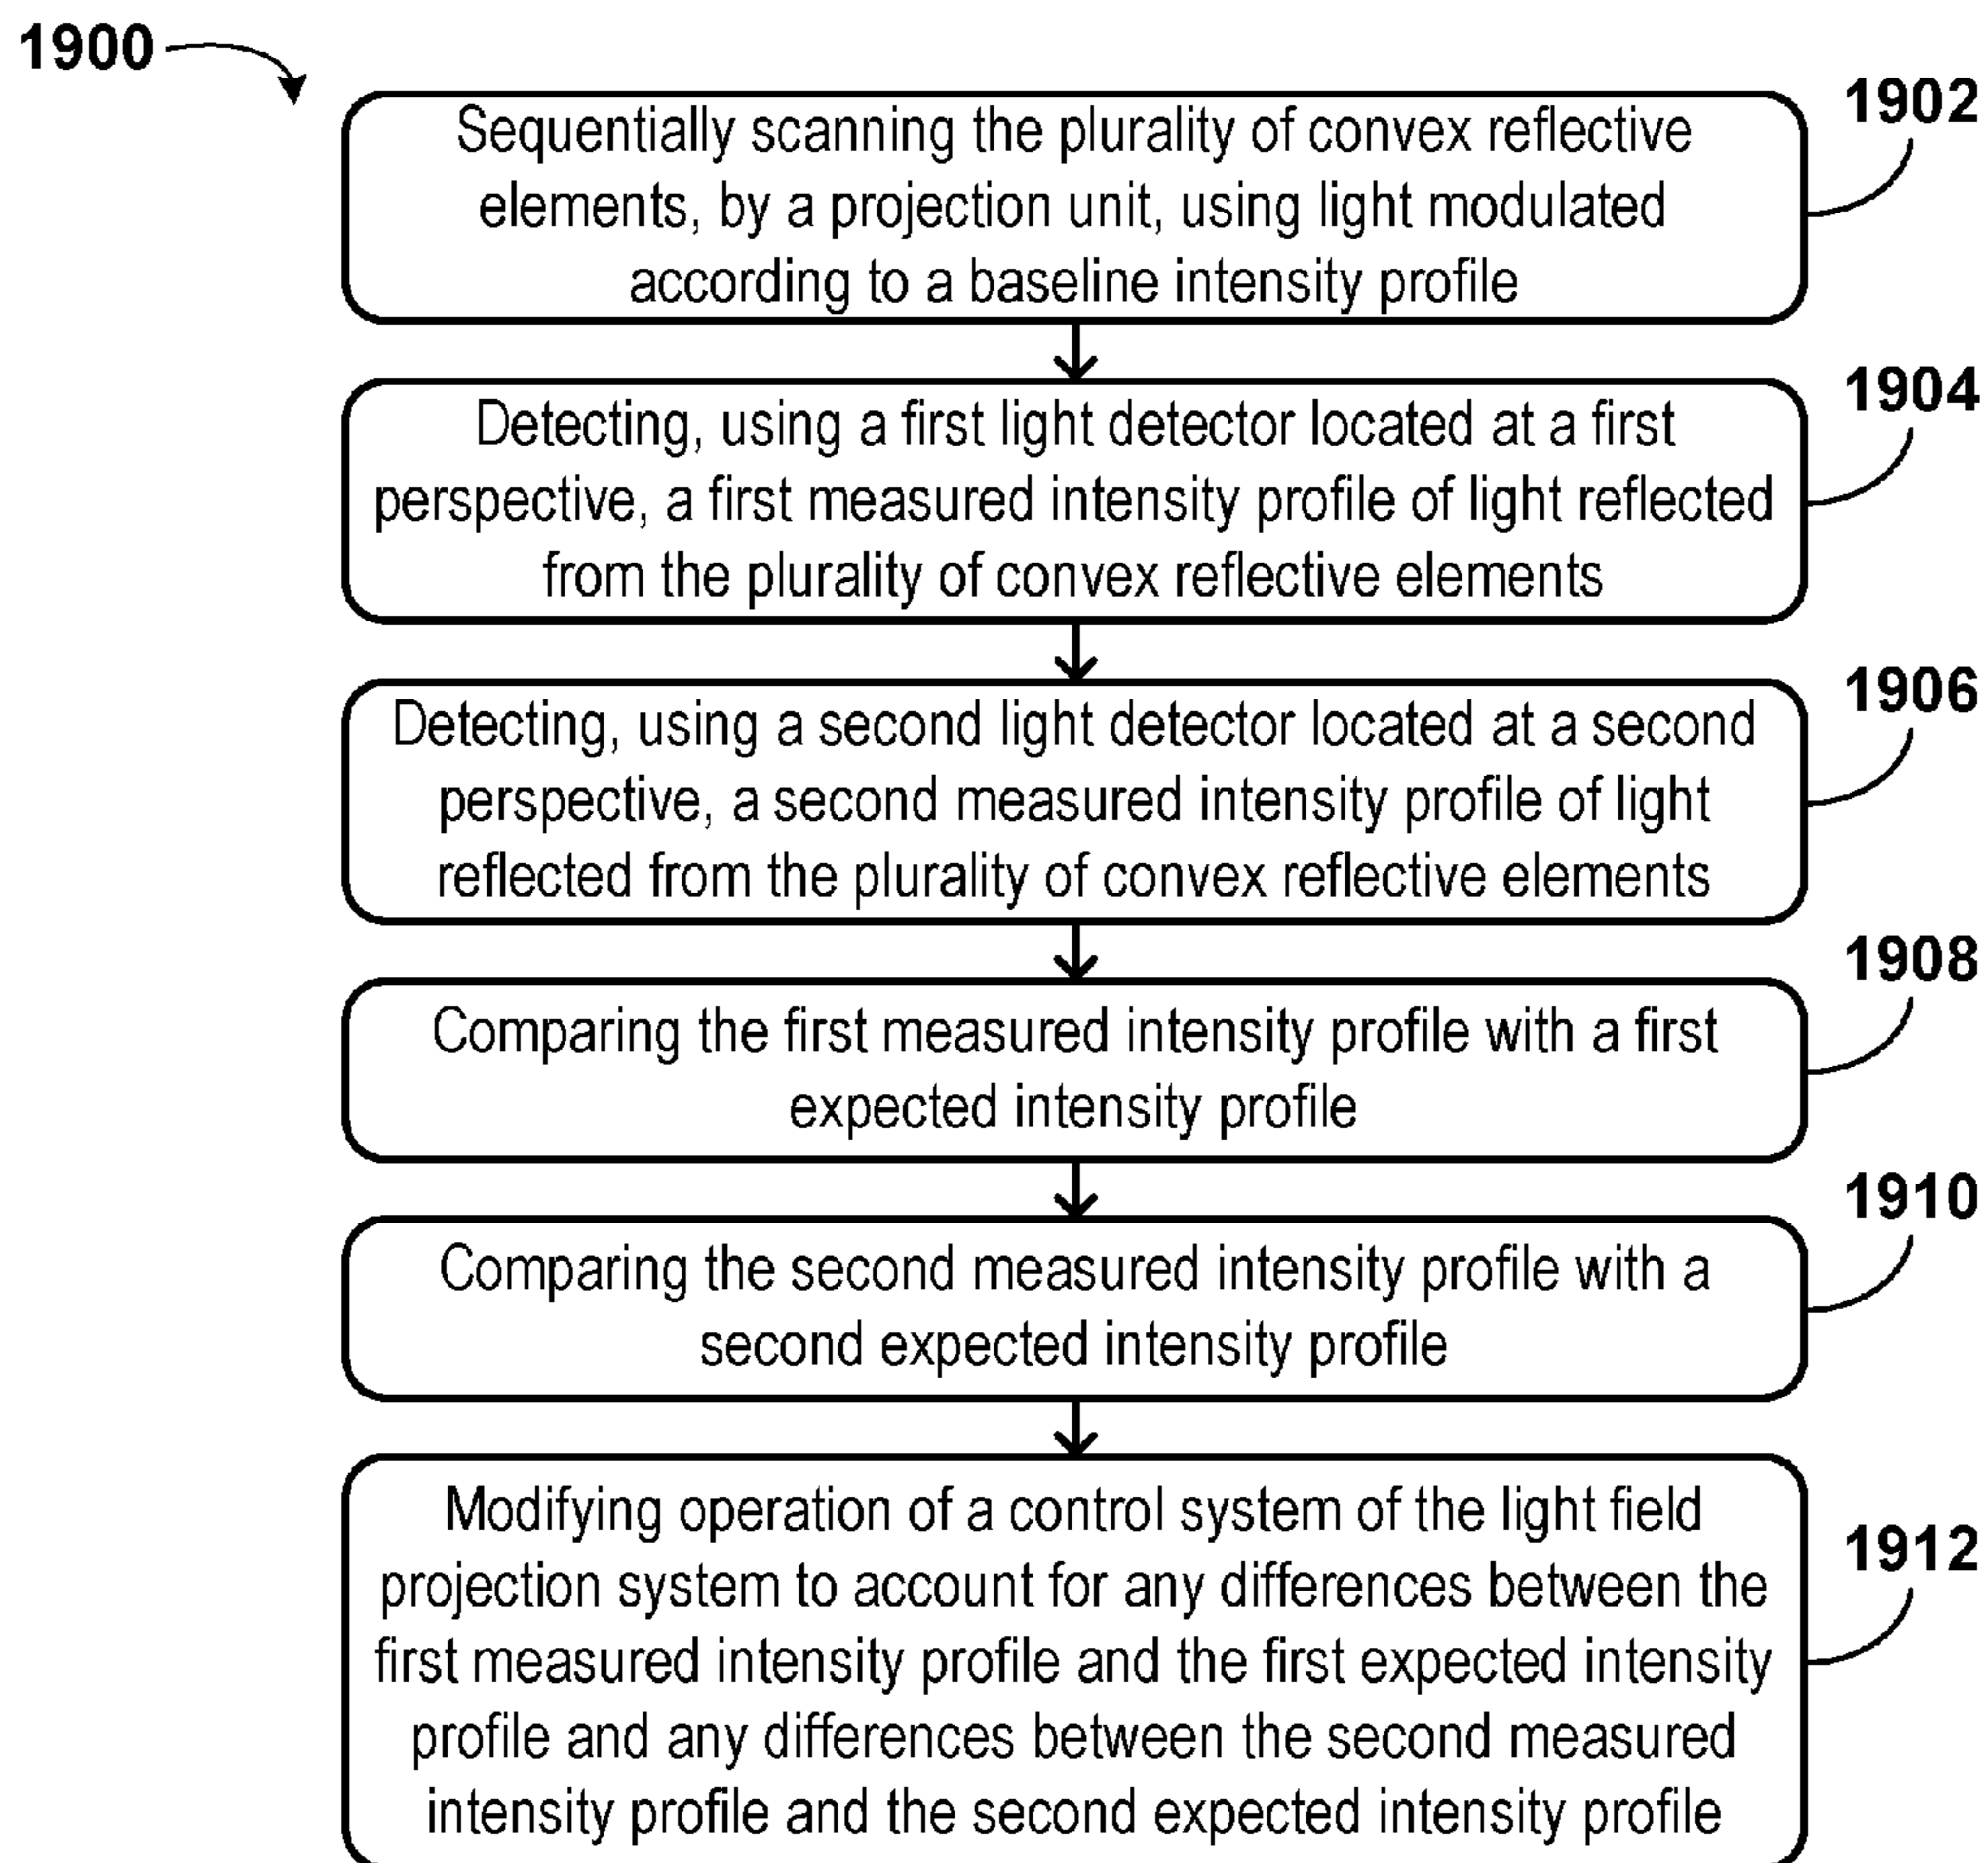 1900
1902
Sequentially scanning the plurality of convex reflective
elements, by a projection unit, using light modulated
according to a baseline intensity profile
1904
Detecting, using a first light detector located at a first
perspective, a first measured intensity profile of light reflected
from the plurality of convex reflective elements
1906
Detecting, using a second light detector located at a second
perspective, a second measured intensity profile of light
reflected from the plurality of convex reflective elements
1908
Comparing the first measured intensity profile with a first
expected intensity profile
1910
Comparing the second measured intensity profile with a
second expected intensity profile
1912
Modifying operation of a control system of the light field
projection system to account for any differences between the
first measured intensity profile and the first expected intensity
profile and any differences between the second measured
intensity profile and the second expected intensity profile